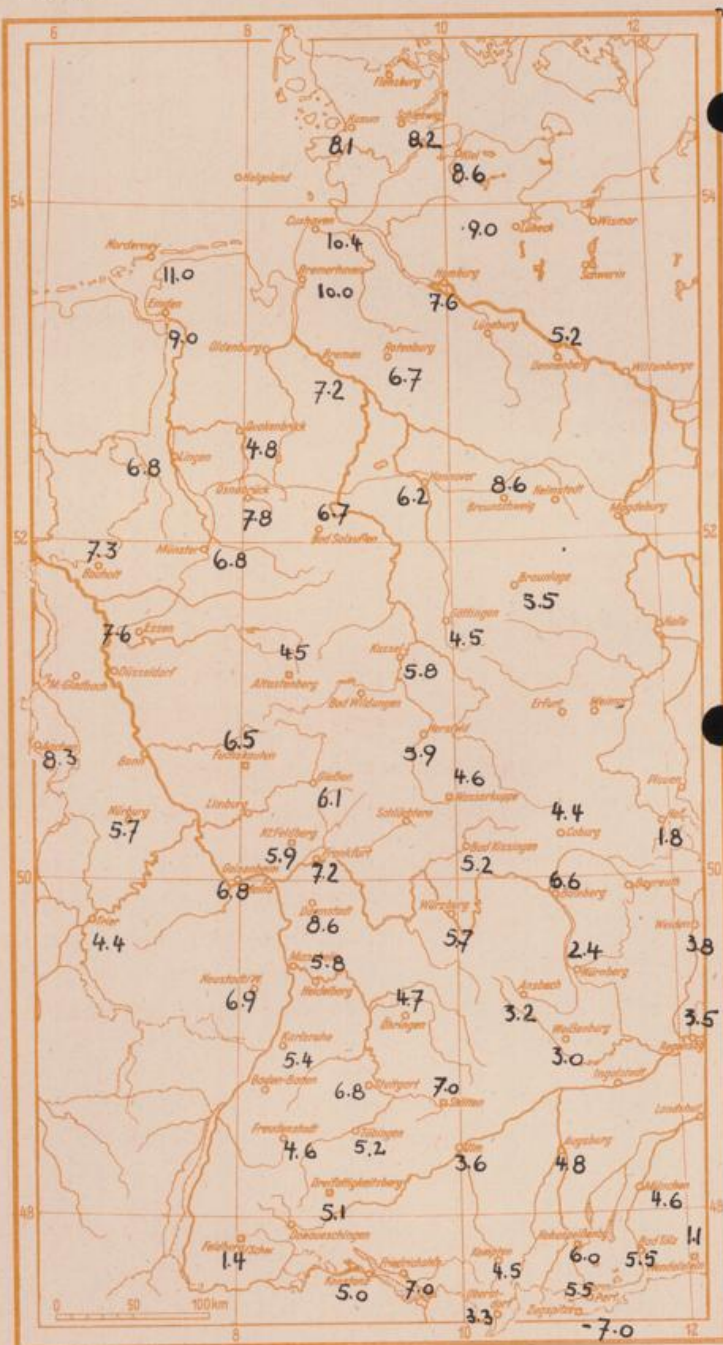 6 8 10 12
Flensburg
Husum Schleswig
8.1 8.2
Kiel
8.6
Helgoland
54
Cuxhaven 9.0 Lübeck Wismar
10.4
Norderney
11.0
Bremerhaven
10.0
Hamburg
7.6
Schwerin
Emden
9.0
Lüneburg
5.2
Oldenburg
Bremen Rotenburg
7.2 6.7
Dannenberg Wittenberge
Quakenbrück
4.8
Lingen
6.8
Osnabrück
7.8
Hannover
6.2
8.6
Braunschweig Helmstedt
Magdeburg
6.7
Bad Salzuflen
52 52
Münster
6.8
7.3
Bocholt
Braunlage
3.5
7.6 Essen
Göttingen
4.5
Halle
Düsseldorf
M.Gladbach
4.5
Altastenberg
Kassel
5.8
Bad Wildungen
Erfurt Weimar
Hersfeld
3.9
8.3
Bonn
6.5
Fuchskauten
4.6
Wasserkuppe
Plauen
Gießen
6.1
Limburg
Nürburg
5.7
Schlüchtern
4.4
Coburg
Hof
1.8
Kl.Feldberg
5.9
Frankfurt
7.2
Bad Kissingen
5.2
50 50
Geisenheim
6.8
6.6
Bamberg
Bayreuth
Trier
4.4
Darmstadt
8.6
Würzburg
5.7
Weiden
3.8
5.8
2.4
Nürnberg
Neustadt
6.9
Heidelberg
4.7
Öhringen
Ansbach
3.2
3.5
Weißenburg
3.0
Karlsruhe
5.4
Ingolstadt
Baden-Baden
6.8 Stuttgart
7.0
Stötten
Landshut
Freudenstadt
4.6
Tübingen
5.2
Ulm
3.6
Augsburg
4.8
München
4.6
Dreifaltigkeitsberg
5.1
48 48
Donaueschingen
1.4
Hohenpeißenberg
6.0
Bad Tölz
5.5
1.1
Wendelstein
Kempten
4.5
Konstanz
5.0
Friedrichshafen
7.0
5.5
3.3
Zugspitze
-7.0
0 50 100km
8 10 12